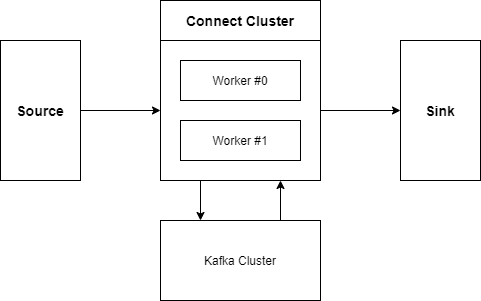 Connect Cluster
Source
Worker #0
Worker #1
Sink
Kafka Cluster